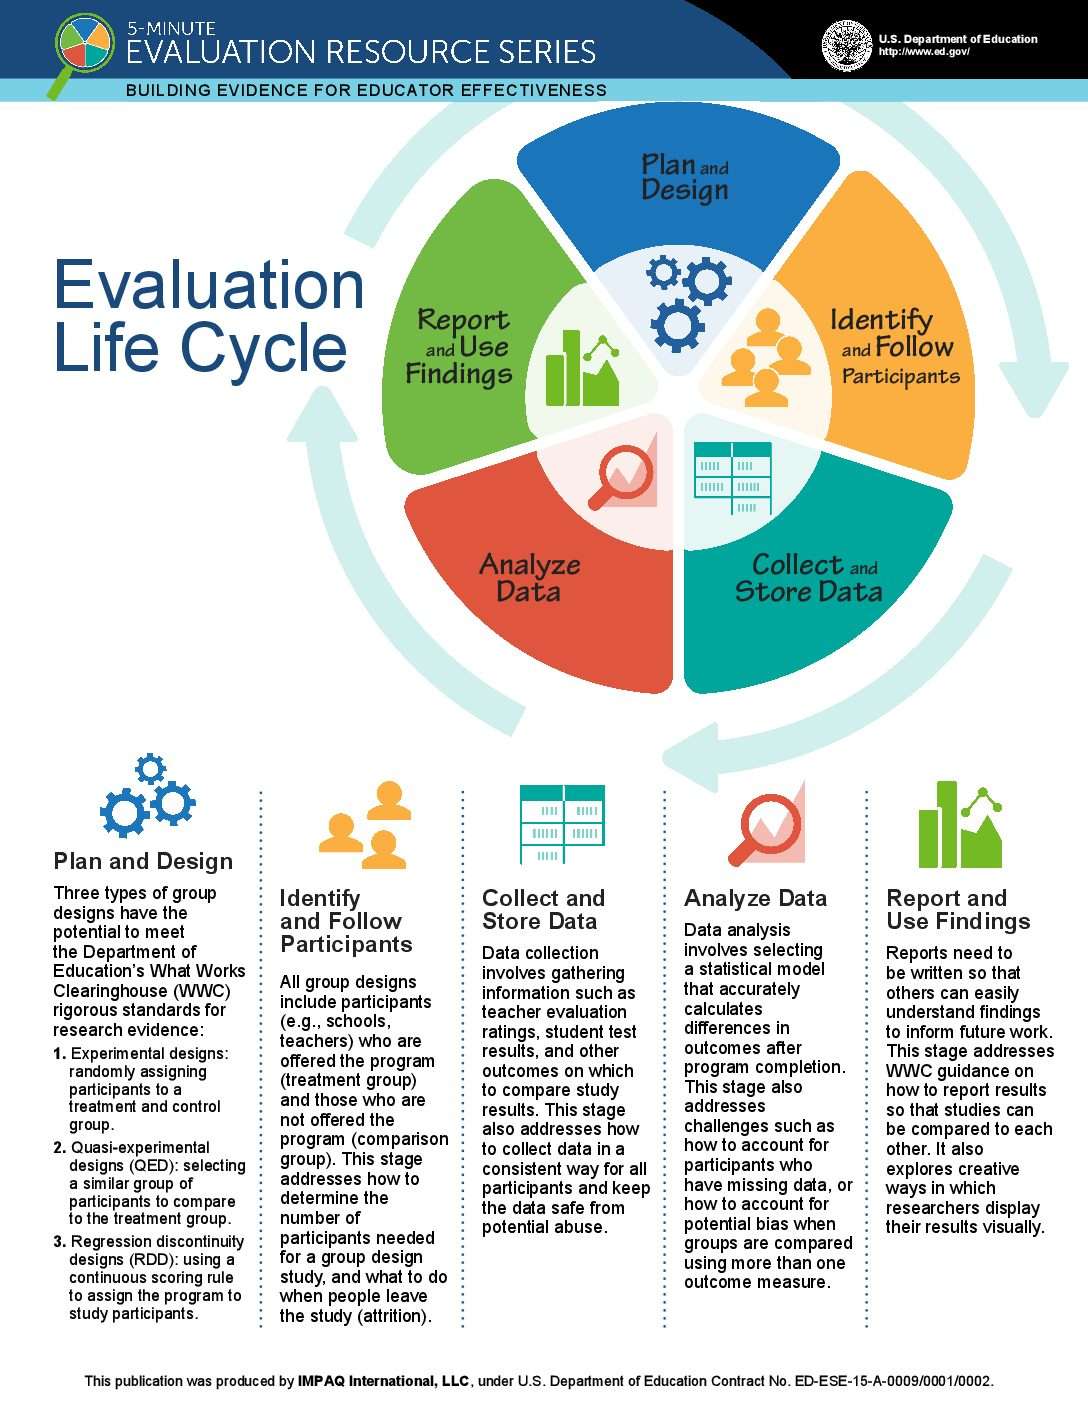 5-MINUTE
EVALUATION RESOURCE SERIES
U.S. Department of Education
http://www.ed.gov/
BUILDING EVIDENCE FOR EDUCATOR EFFECTIVENESS
Evaluation
Life Cycle
Plan and
Design
Identify
and Follow
Participants
Collect and
Store Data
Analyze
Data
Report
and Use
Findings
Plan and Design
Three types of group
designs have the
potential to meet
the Department of
Education's What Works
Clearinghouse (WWC)
rigorous standards for
research evidence:
1. Experimental designs:
randomly assigning
participants to a
treatment and control
group.
2. Quasi-experimental
designs (QED): selecting
a similar group of
participants to compare
to the treatment group.
3. Regression discontinuity
designs (RDD): using a
continuous scoring rule
to assign the program to
study participants.
Identify
and Follow
Participants
All group designs
include participants
(e.g., schools,
teachers) who are
offered the program
(treatment group)
and those who are
not offered the
program (comparison
group). This stage
addresses how to
determine the
number of
participants needed
for a group design
study, and what to do
when people leave
the study (attrition).
Collect and
Store Data
Data collection
involves gathering
information such as
teacher evaluation
ratings, student test
results, and other
outcomes on which
to compare study
results. This stage
also addresses how
to collect data in a
consistent way for all
participants and keep
the data safe from
potential abuse.
Analyze Data
Data analysis
involves selecting
a statistical model
that accurately
calculates
differences in
outcomes after
program completion.
This stage also
addresses
challenges such as
how to account for
participants who
have missing data, or
how to account for
potential bias when
groups are compared
using more than one
outcome measure.
Report and
Use Findings
Reports need to
be written so that
others can easily
understand findings
to inform future work.
This stage addresses
WWC guidance on
how to report results
so that studies can
be compared to each
other. It also
explores creative
ways in which
researchers display
their results visually.
This publication was produced by IMPAQ International, LLC, under U.S. Department of Education Contract No. ED-ESE-15-A-0009/0001/0002.